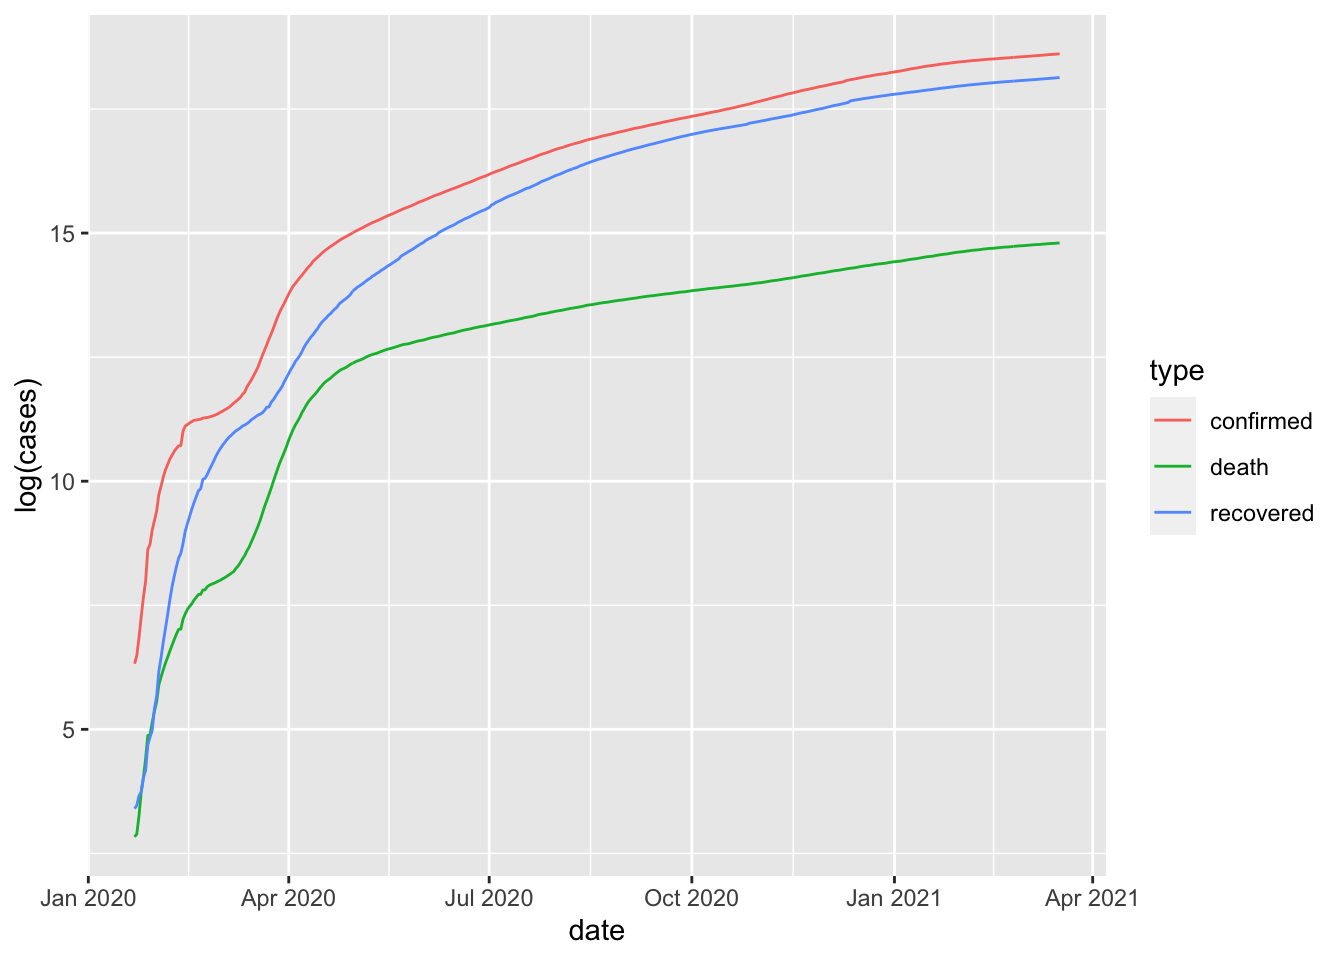 log(cases)
15
10
5
Jan 2020
Apr 2020
Jul 2020
Oct 2020
Jan 2021
Apr 2021
date
type
confirmed
death
recovered